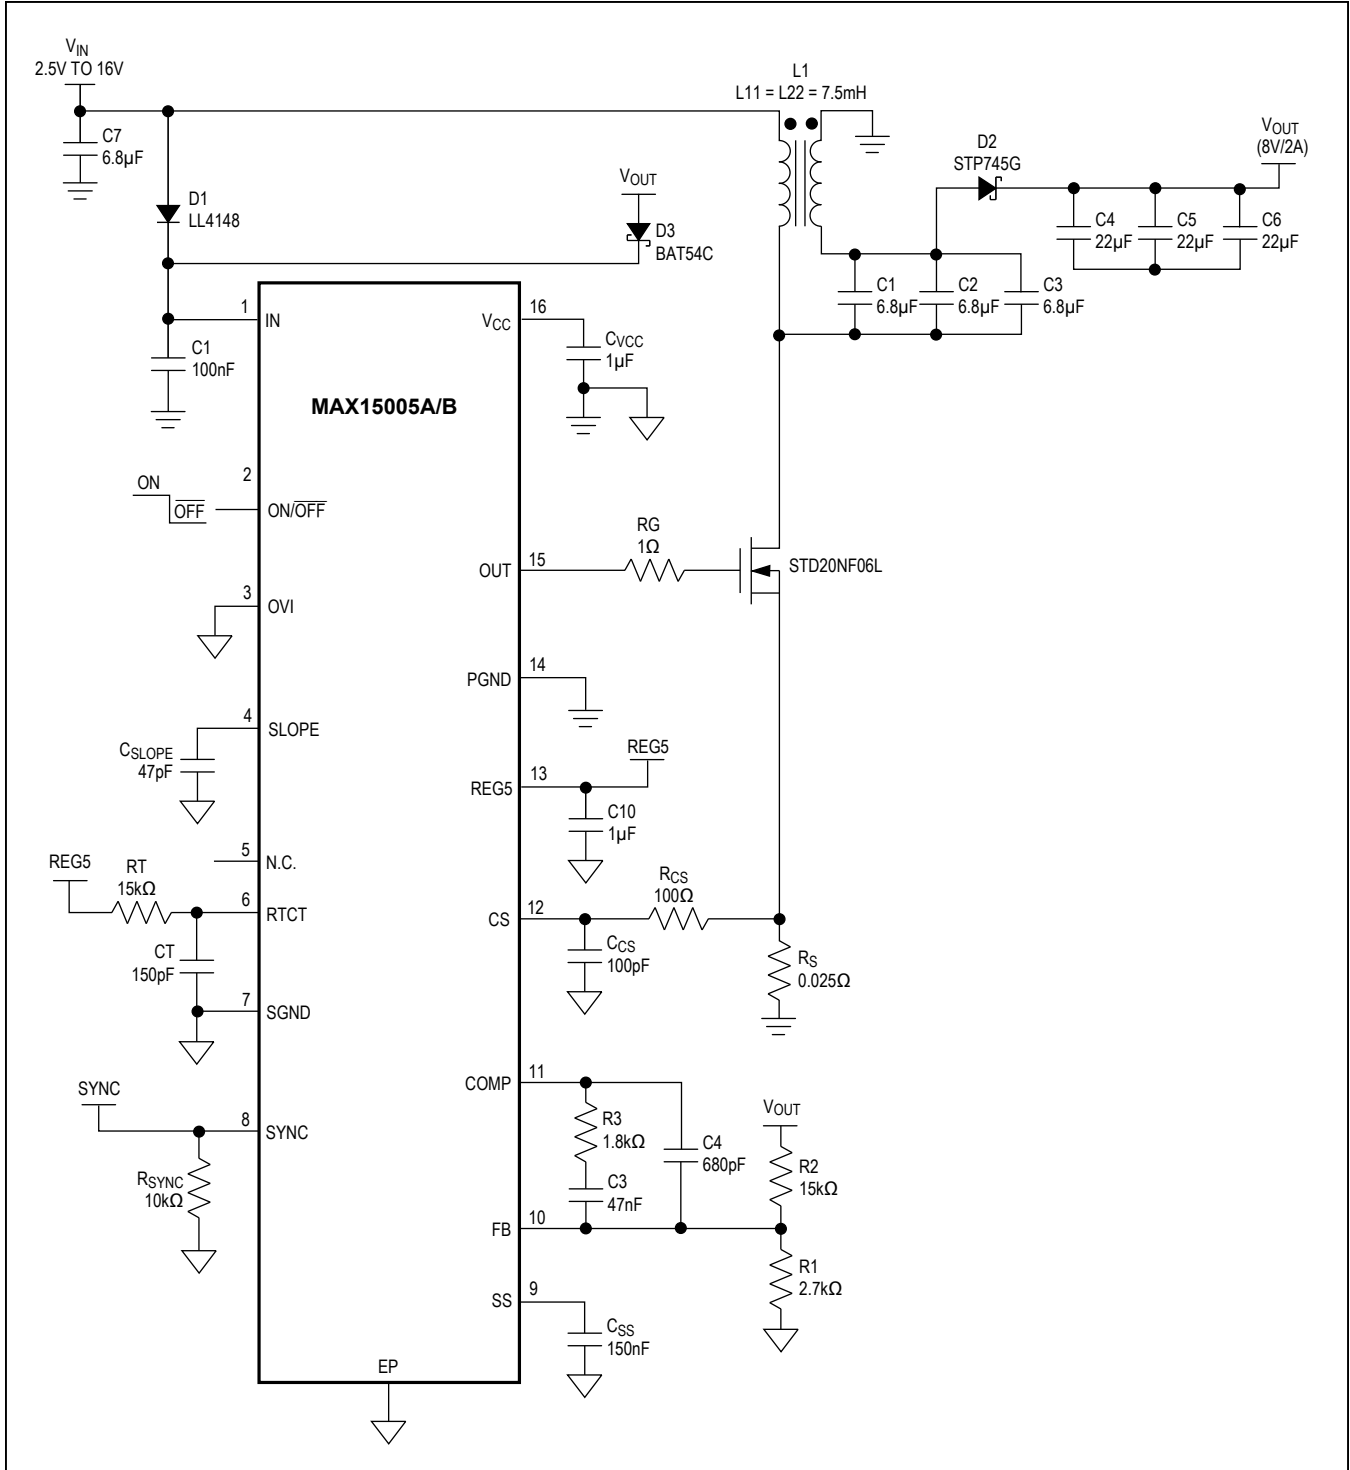 VIN
2.5V TO 16V
C7
6.8µF
D1
LL4148
VOUT
D3
BAT54C
L1
L11 = L22 = 7.5mH
D2
STP745G
VOUT
(8V/2A)
C4
22µF
C5
22µF
C6
22µF
C1
6.8µF
C2
6.8µF
C3
6.8µF
1
IN
C1
100nF
16
VCC
CVCC
1µF
MAX15005A/B
ON
OFF
2
ON/OFF
3
OVI
4
SLOPE
CSLOPE
47pF
5
N.C.
REG5
RT
15kΩ
6
RTCT
CT
150pF
7
SGND
SYNC
8
SYNC
RSYNC
10kΩ
15
OUT
RG
1Ω
STD20NF06L
14
PGND
13
REG5
REG5
C10
1µF
12
CS
RCS
100Ω
CCS
100pF
RS
0.025Ω
11
COMP
R3
1.8kΩ
C3
47nF
C4
680pF
VOUT
R2
15kΩ
10
FB
R1
2.7kΩ
9
SS
CSS
150nF
EP